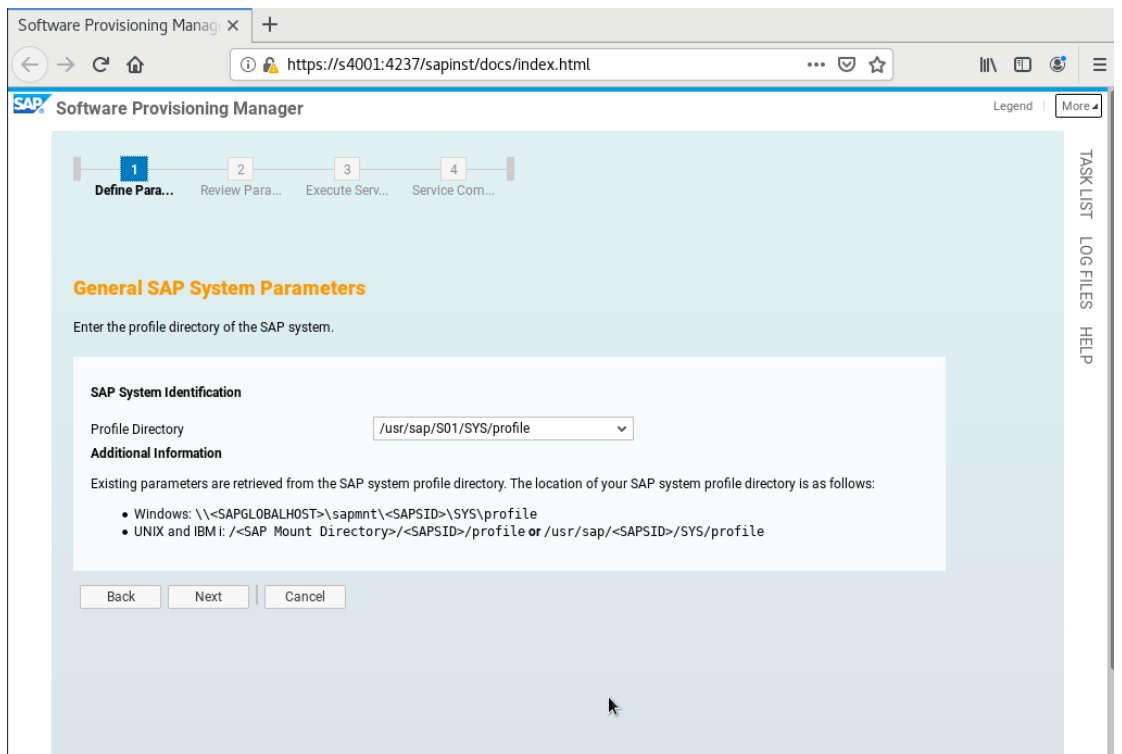 Software Provisioning Manag
https://s4001:4237/sapinst/docs/index.html
SAP Software Provisioning Manager
Legend
More
1 2 3 4
Define Para... Review Para... Execute Serv... Service Com...
TASK LIST
LOG FILES
HELP
General SAP System Parameters
Enter the profile directory of the SAP system.
SAP System Identification
Profile Directory /usr/sap/S01/SYS/profile
Additional Information
Existing parameters are retrieved from the SAP system profile directory. The location of your SAP system profile directory is as follows:
• Windows: \\<SAPGLOBALHOST>\sapmnt\<SAPSID>\SYS\profile
• UNIX and IBM i: /<SAP Mount Directory>/<SAPSID>/profile or /usr/sap/<SAPSID>/SYS/profile
Back Next Cancel